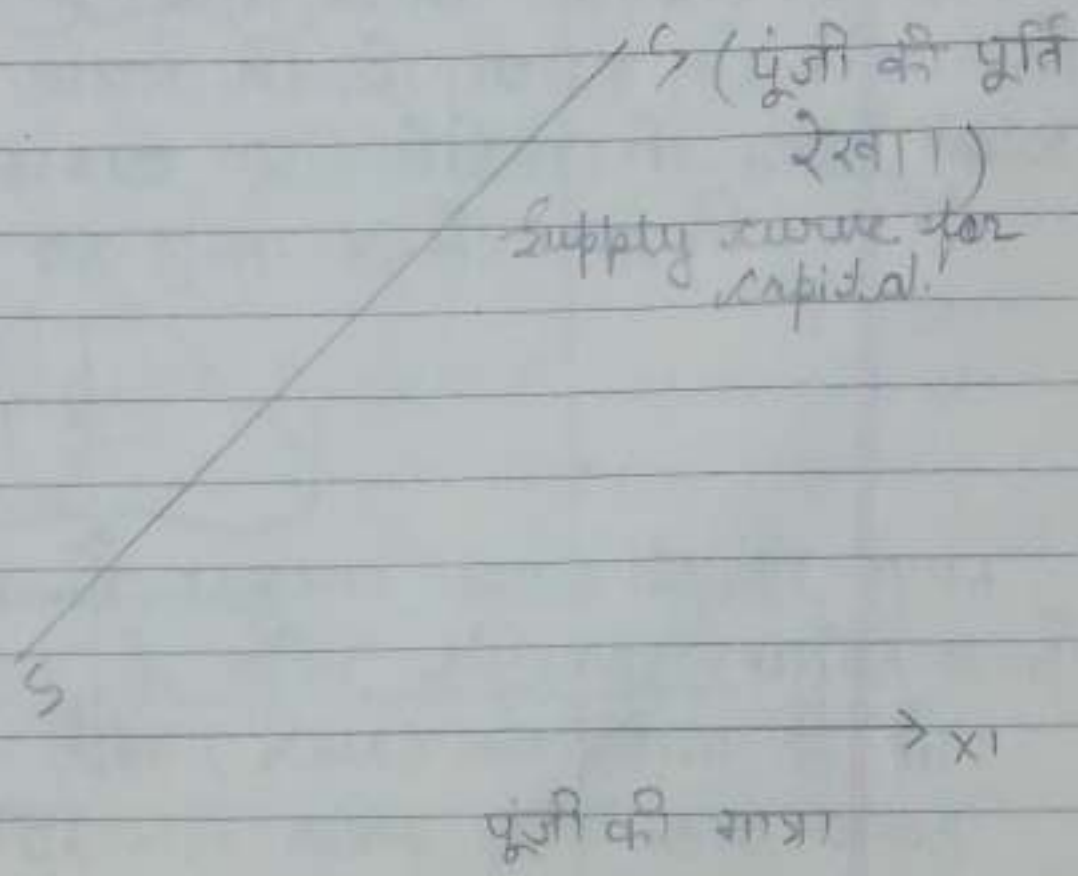 S (पूंजी की पूर्ति
रेखा।)
Supply curve for
capital.
S
X1
पूंजी की मात्रा